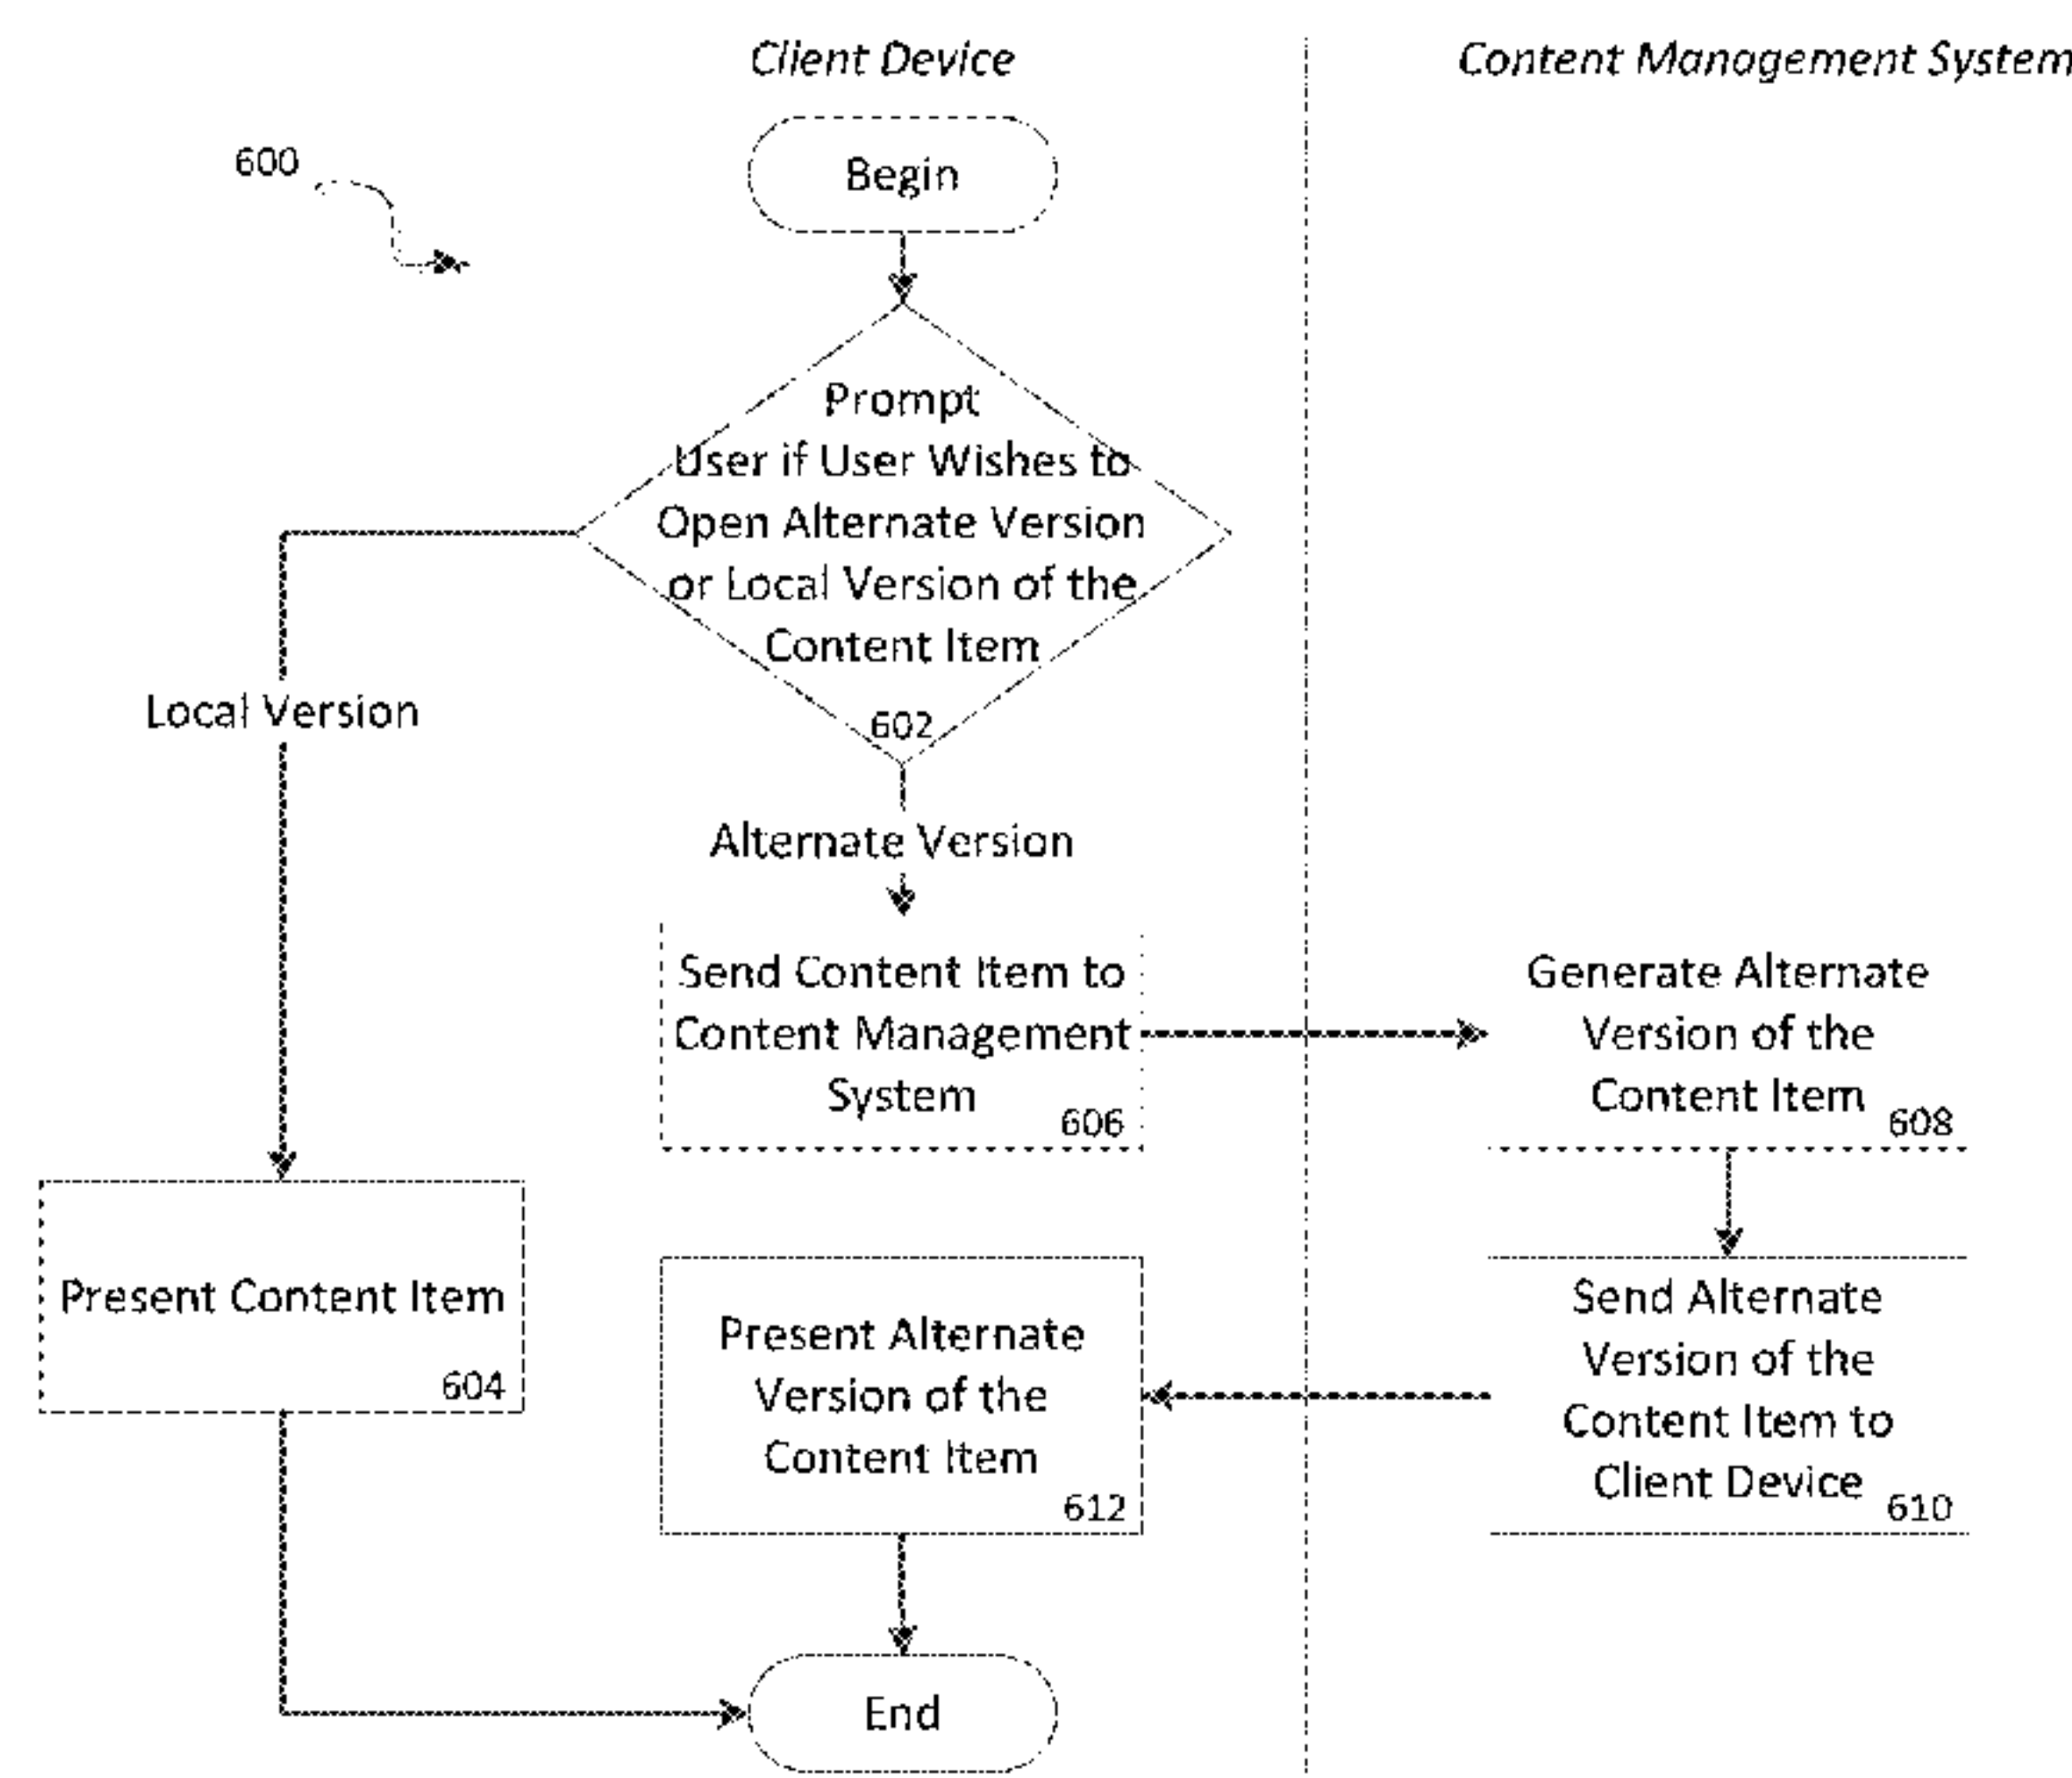 Client Device
Content Management System
600
Begin
Prompt
User if User Wishes to
Open Alternate Version
or Local Version of the
Content Item
602
Local Version
Alternate Version
Send Content Item to
Content Management
System
606
Generate Alternate
Version of the
Content Item
608
Present Content Item
604
Present Alternate
Version of the
Content Item
612
Send Alternate
Version of the
Content Item to
Client Device
610
End